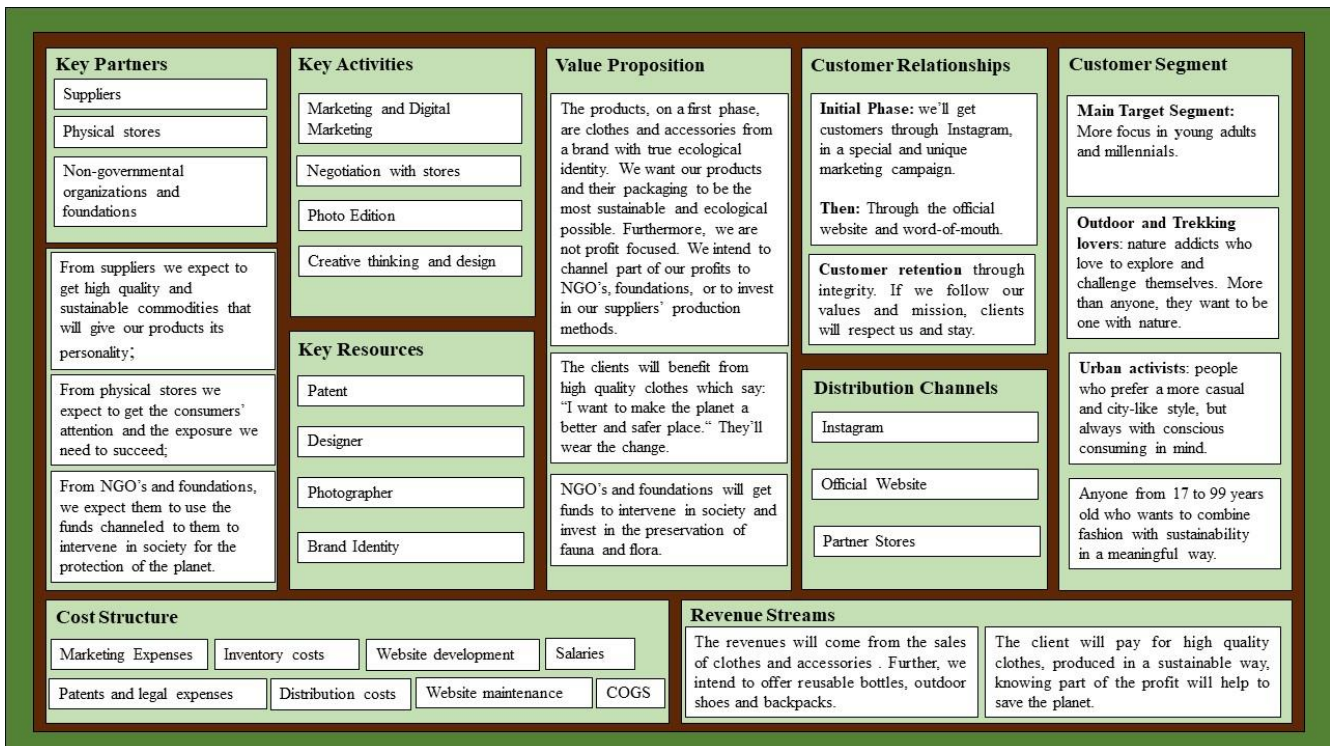 Key Partners
Suppliers
Physical stores
Non-governmental
organizations and
foundations
From suppliers we expect to
get high quality and
sustainable commodities that
will give our products its
personality;
From physical stores we
expect to get the consumers’
attention and the exposure we
need to succeed;
From NGO’s and foundations,
we expect them to use the
funds channeled to them to
intervene in society for the
protection of the planet.
Key Activities
Marketing and Digital
Marketing
Negotiation with stores
Photo Edition
Creative thinking and design
Key Resources
Patent
Designer
Photographer
Brand Identity
Value Proposition
The products, on a first phase,
are clothes and accessories from
a brand with true ecological
identity. We want our products
and their packaging to be the
most sustainable and ecological
possible. Furthermore, we are
not profit focused. We intend to
channel part of our profits to
NGO’s, foundations, or to invest
in our suppliers’ production
methods.
The clients will benefit from
high quality clothes which say:
“I want to make the planet a
better and safer place.“ They’ll
wear the change.
NGO’s and foundations will get
funds to intervene in society and
invest in the preservation of
fauna and flora.
Customer Relationships
Initial Phase: we’ll get
customers through Instagram,
in a special and unique
marketing campaign.
Then: Through the official
website and word-of-mouth.
Customer retention through
integrity. If we follow our
values and mission, clients
will respect us and stay.
Distribution Channels
Instagram
Official Website
Partner Stores
Customer Segment
Main Target Segment:
More focus in young adults
and millennials.
Outdoor and Trekking
lovers: nature addicts who
love to explore and
challenge themselves. More
than anyone, they want to be
one with nature.
Urban activists: people
who prefer a more casual
and city-like style, but
always with conscious
consuming in mind.
Anyone from 17 to 99 years
old who wants to combine
fashion with sustainability
in a meaningful way.
Cost Structure
Marketing Expenses
Inventory costs
Website development
Salaries
Patents and legal expenses
Distribution costs
Website maintenance
COGS
Revenue Streams
The revenues will come from the sales
of clothes and accessories . Further, we
intend to offer reusable bottles, outdoor
shoes and backpacks.
The client will pay for high quality
clothes, produced in a sustainable way,
knowing part of the profit will help to
save the planet.